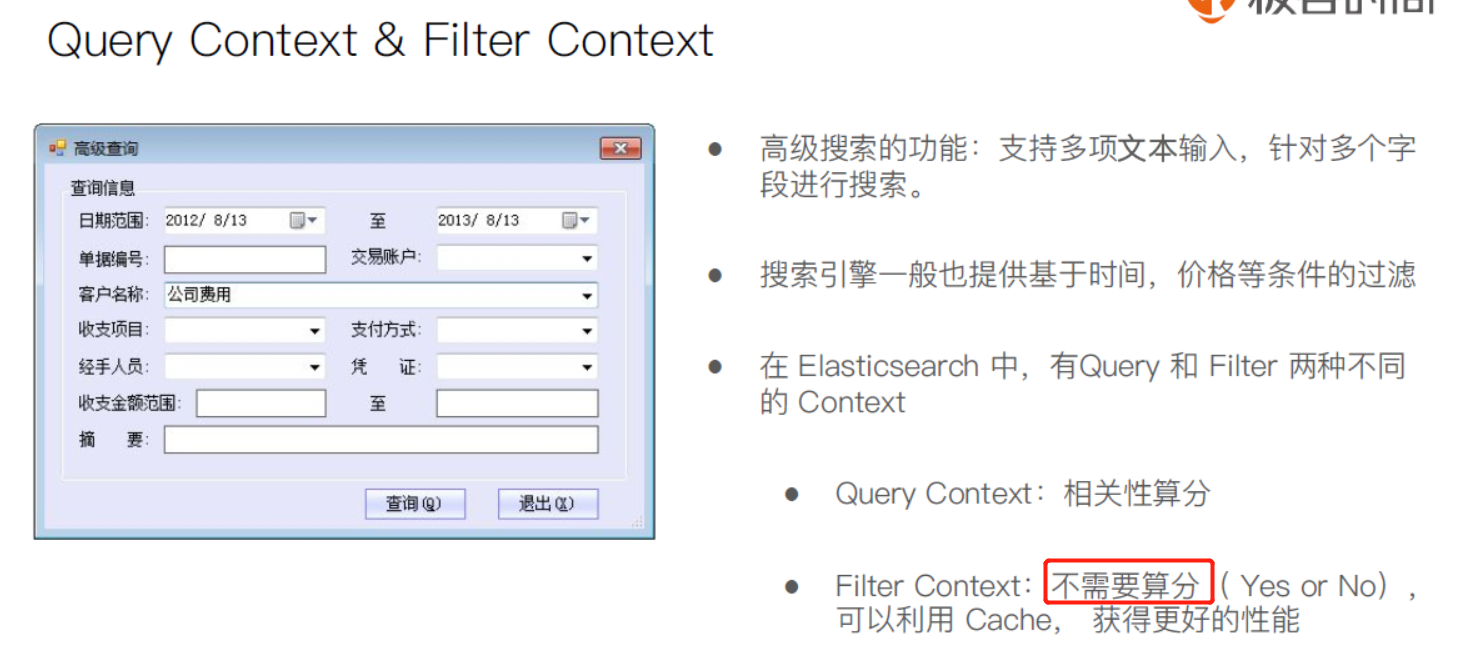 Query Context & Filter Context
高级查询
查询信息
日期范围: 2012/ 8/13 至 2013/ 8/13
单据编号: 交易账户:
客户名称: 公司费用
收支项目: 支付方式:
经手人员: 凭 证:
收支金额范围: 至
摘 要:
查询(Q) 退出(X)
● 高级搜索的功能：支持多项文本输入，针对多个字
段进行搜索。
● 搜索引擎一般也提供基于时间，价格等条件的过滤
● 在 Elasticsearch 中，有Query 和 Filter 两种不同
的 Context
● Query Context：相关性算分
● Filter Context：不需要算分（ Yes or No），
可以利用 Cache， 获得更好的性能